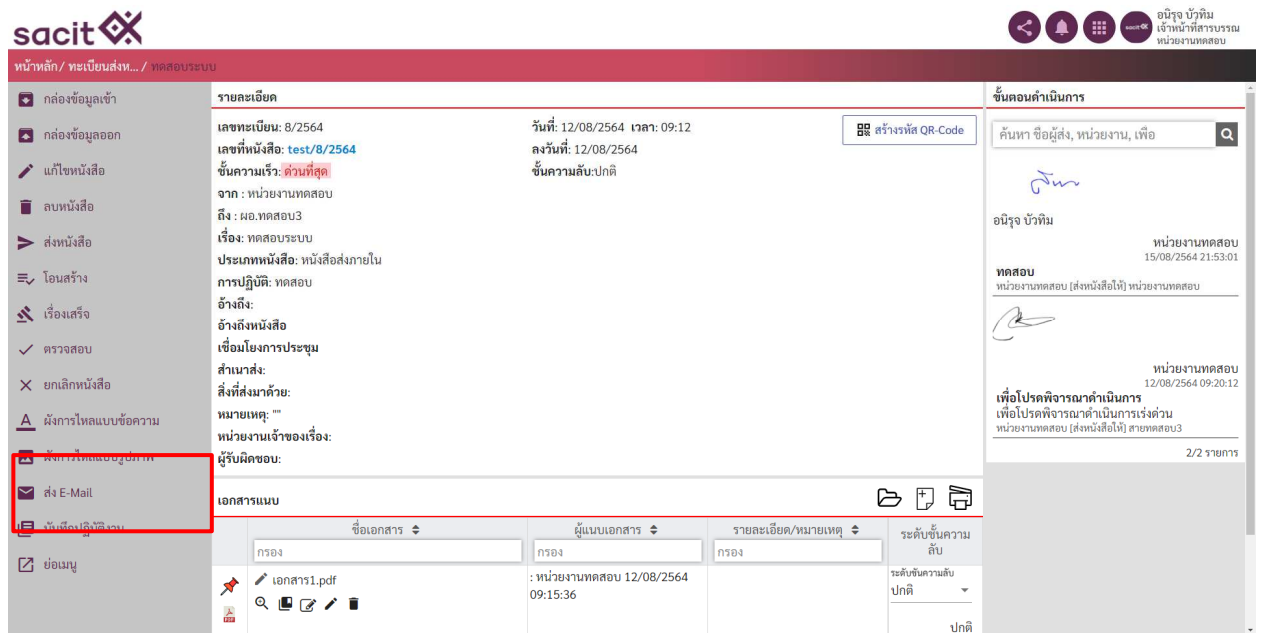 sacit
อนิรุจ บัวทิม
เจ้าหน้าที่สารบรรณ
หน่วยงานทดสอบ
หน้าหลัก / ทะเบียนส่งห... / ทดสอบระบบ
กล่องข้อมูลเข้า
กล่องข้อมูลออก
แก้ไขหนังสือ
ลบหนังสือ
ส่งหนังสือ
โอนสร้าง
เรื่องเสร็จ
ตรวจสอบ
ยกเลิกหนังสือ
ผังการไหลแบบข้อความ
ผังการไหลแบบรูปภาพ
ส่ง E-Mail
บันทึกปฏิบัติงาน
ย่อเมนู
รายละเอียด
เลขทะเบียน: 8/2564 วันที่: 12/08/2564 เวลา: 09:12
สร้างรหัส QR-Code
เลขที่หนังสือ: test/8/2564 ลงวันที่: 12/08/2564
ชั้นความเร็ว: ด่วนที่สุด ชั้นความลับ:ปกติ
จาก : หน่วยงานทดสอบ
ถึง : ผอ.ทดสอบ3
เรื่อง: ทดสอบระบบ
ประเภทหนังสือ: หนังสือส่งภายใน
การปฏิบัติ: ทดสอบ
อ้างถึง:
อ้างถึงหนังสือ
เชื่อมโยงการประชุม
สำเนาส่ง:
สิ่งที่ส่งมาด้วย:
หมายเหตุ: ""
หน่วยงานเจ้าของเรื่อง:
ผู้รับผิดชอบ:
เอกสารแนบ
ชื่อเอกสาร ผู้แนบเอกสาร รายละเอียด/หมายเหตุ ระดับชั้นความ
ลับ
กรอง กรอง กรอง
เอกสาร1.pdf
: หน่วยงานทดสอบ 12/08/2564
09:15:36
ระดับชั้นความลับ
ปกติ
PDF
ปกติ
ขั้นตอนดำเนินการ
ค้นหา ชื่อผู้ส่ง, หน่วยงาน, เพื่อ
อนิรุจ บัวทิม
หน่วยงานทดสอบ
15/08/2564 21:53:01
ทดสอบ
หน่วยงานทดสอบ [ส่งหนังสือให้] หน่วยงานทดสอบ
หน่วยงานทดสอบ
12/08/2564 09:20:12
เพื่อโปรดพิจารณาดำเนินการ
เพื่อโปรดพิจารณาดำเนินการเร่งด่วน
หน่วยงานทดสอบ [ส่งหนังสือให้] สายทดสอบ3
2/2 รายการ